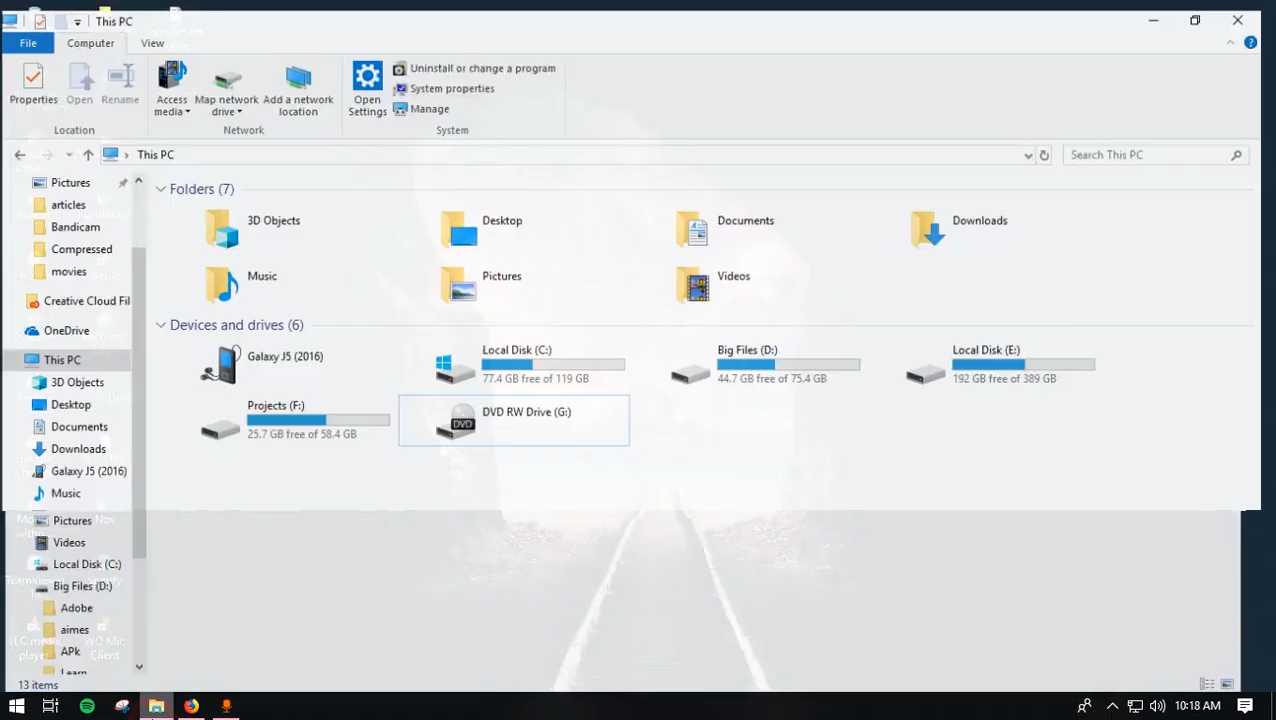 This PC
File Computer View
Properties Open Rename
Location
Access media Map network drive Add a network location
Network
Open Settings
Uninstall or change a program
System properties
Manage
System
This PC
Search This PC
Pictures
articles
Bandicam
Compressed
movies
Creative Cloud Fil
OneDrive
This PC
3D Objects
Desktop
Documents
Downloads
Galaxy J5 (2016)
Music
Pictures
Videos
Local Disk (C:)
Big Files (D:)
Adobe
aimes
APk
Learn
13 items
Folders (7)
3D Objects
Desktop
Documents
Downloads
Music
Pictures
Videos
Devices and drives (6)
Galaxy J5 (2016)
Local Disk (C:)
77.4 GB free of 119 GB
Big Files (D:)
44.7 GB free of 75.4 GB
Local Disk (E:)
192 GB free of 389 GB
Projects (F:)
25.7 GB free of 58.4 GB
DVD RW Drive (G:)
DVD
WO Mic
Client
player
10:18 AM